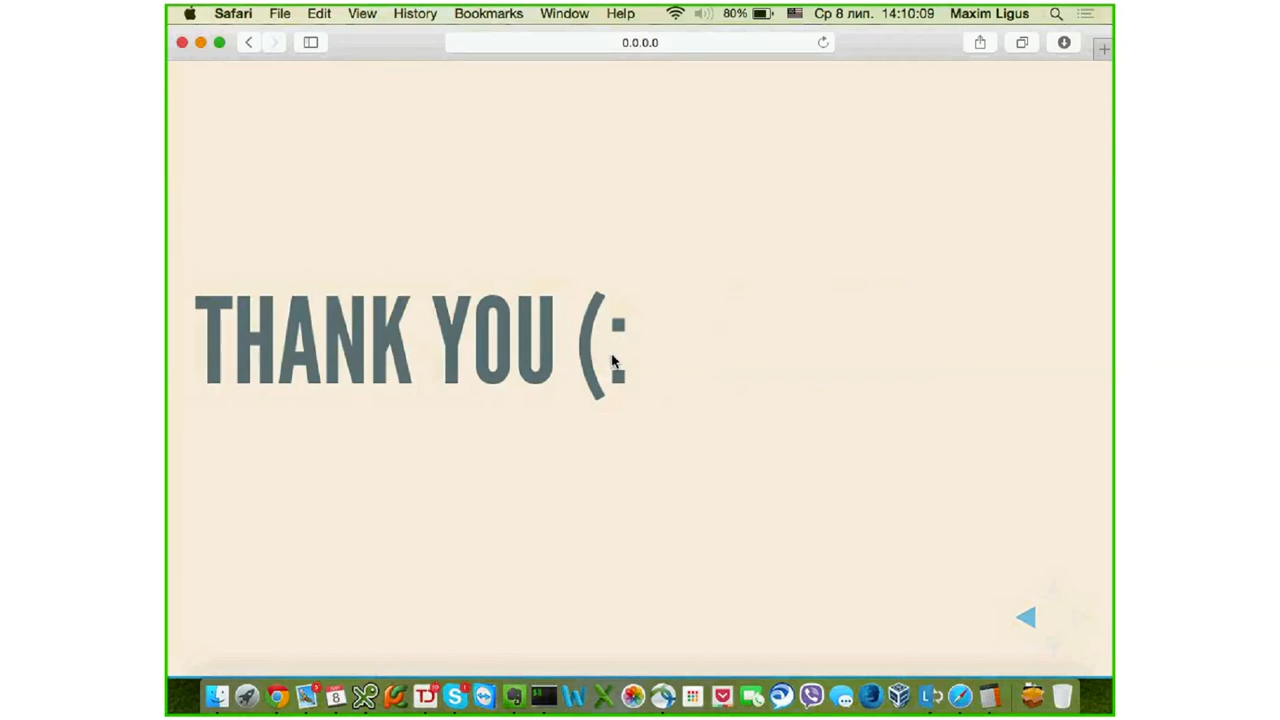 Safari File Edit View History Bookmarks Window Help 80% Ср 8 лип. 14:10:09 Maxim Ligus
0.0.0.0
THANK YOU (:
8